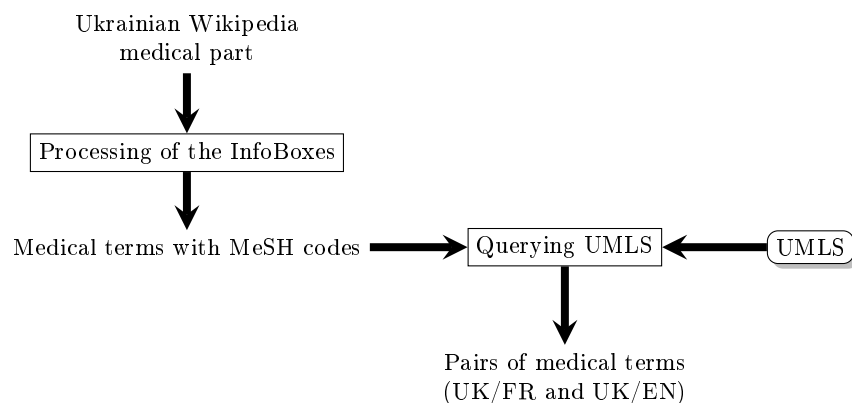 Ukrainian Wikipedia
medical part
Processing of the InfoBoxes
Medical terms with MeSH codes
Querying UMLS
UMLS
Pairs of medical terms
(UK/FR and UK/EN)